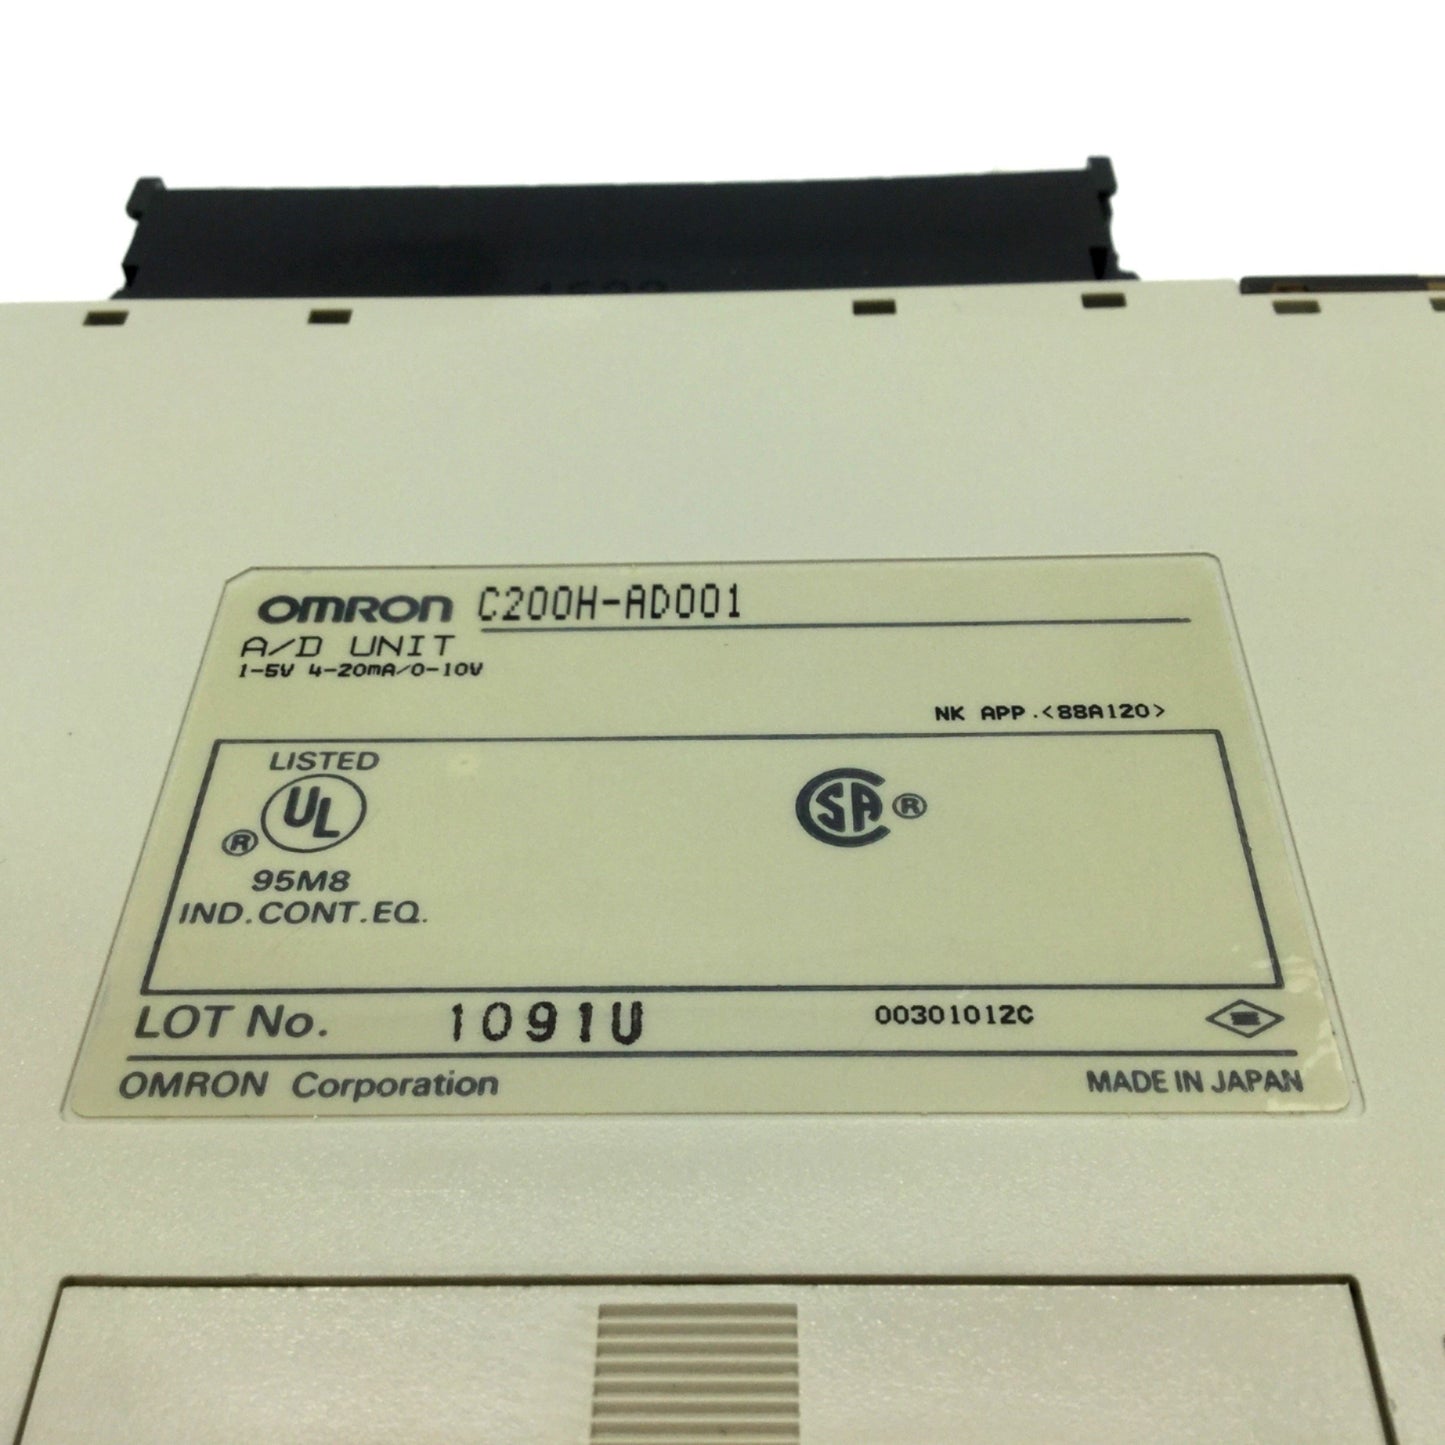 OMRON C200H-AD001
A/D UNIT
1-5V 4-20mA/0-10V
NK APP.<88A120>
LISTED
UL
®
SA ®
95M8
IND.CONT.EQ.
LOT No. 1091U 00301012C
OMRON Corporation MADE IN JAPAN